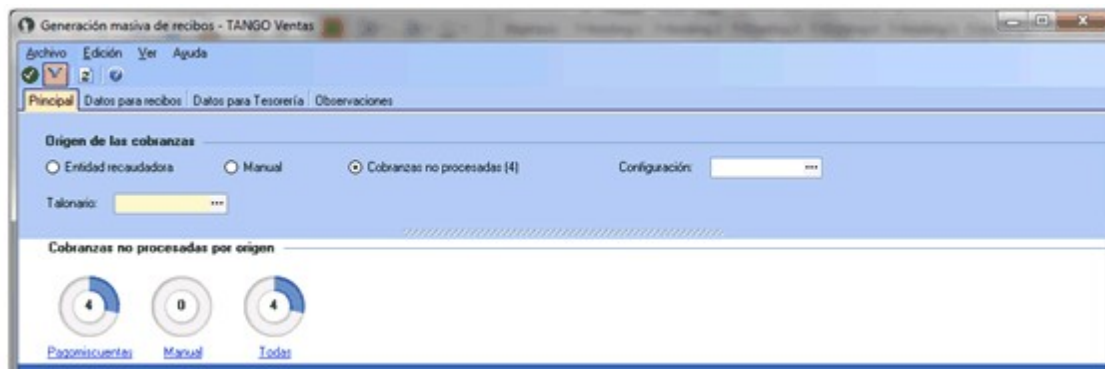 Generación masiva de recibos - TANGO Ventas
Archivo Edición Ver Ayuda
Principal Datos para recibos Datos para Tesorería Observaciones
Origen de las cobranzas
Entidad recaudadora Manual Cobranzas no procesadas (4) Configuración: ...
Talonario: ...
Cobranzas no procesadas por origen
4 0 4
Pagomiscuentas Manual Todas